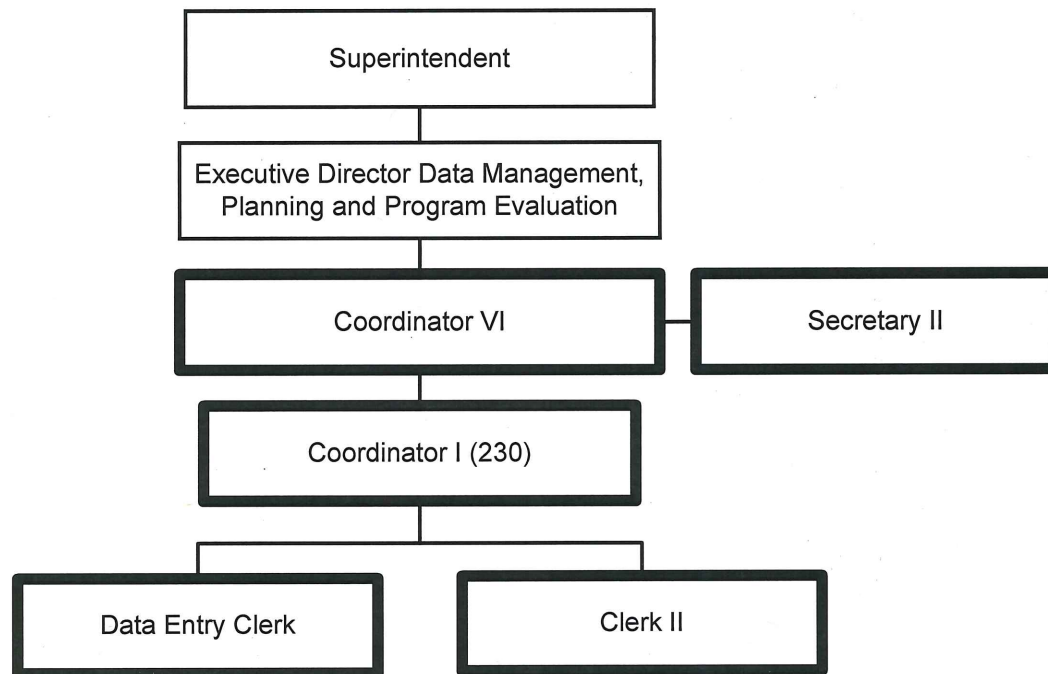 Superintendent
Executive Director Data Management,
Planning and Program Evaluation
Coordinator VI
Secretary II
Coordinator I (230)
Data Entry Clerk
Clerk II